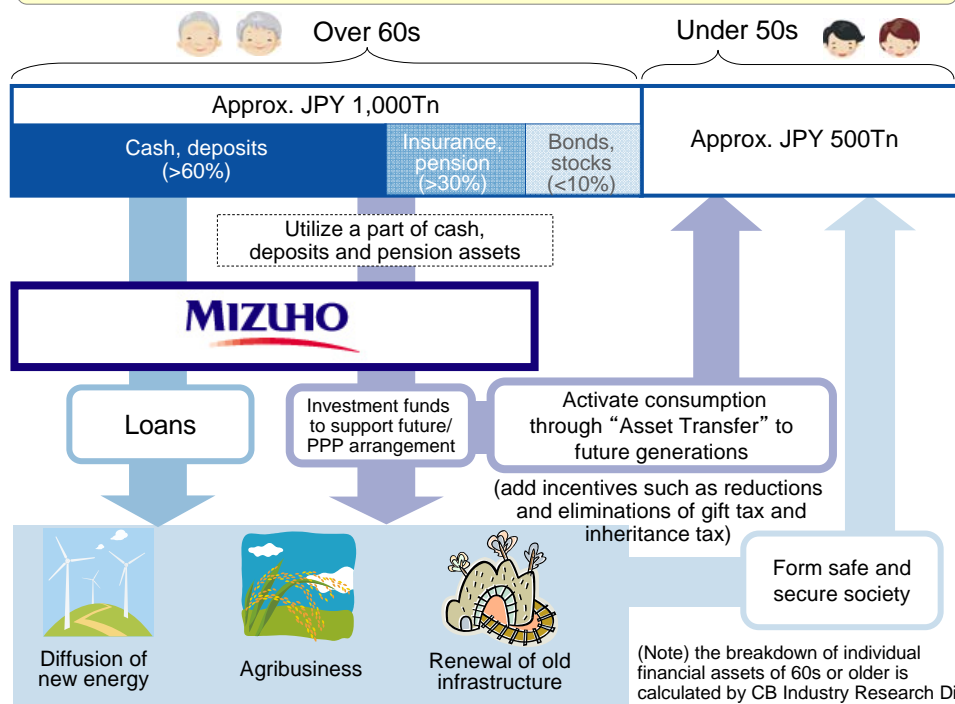 Over 60s
Under 50s
Approx. JPY 1,000Tn
Approx. JPY 500Tn
Cash, deposits
(>60%)
Insurance,
pension
(>30%)
Bonds,
stocks
(<10%)
Utilize a part of cash,
deposits and pension assets
MIZUHO
Loans
Investment funds
to support future/
PPP arrangement
Activate consumption
through “Asset Transfer” to
future generations
(add incentives such as reductions
and eliminations of gift tax and
inheritance tax)
Form safe and
secure society
Diffusion of
new energy
Agribusiness
Renewal of old
infrastructure
(Note) the breakdown of individual
financial assets of 60s or older is
calculated by CB Industry Research Di